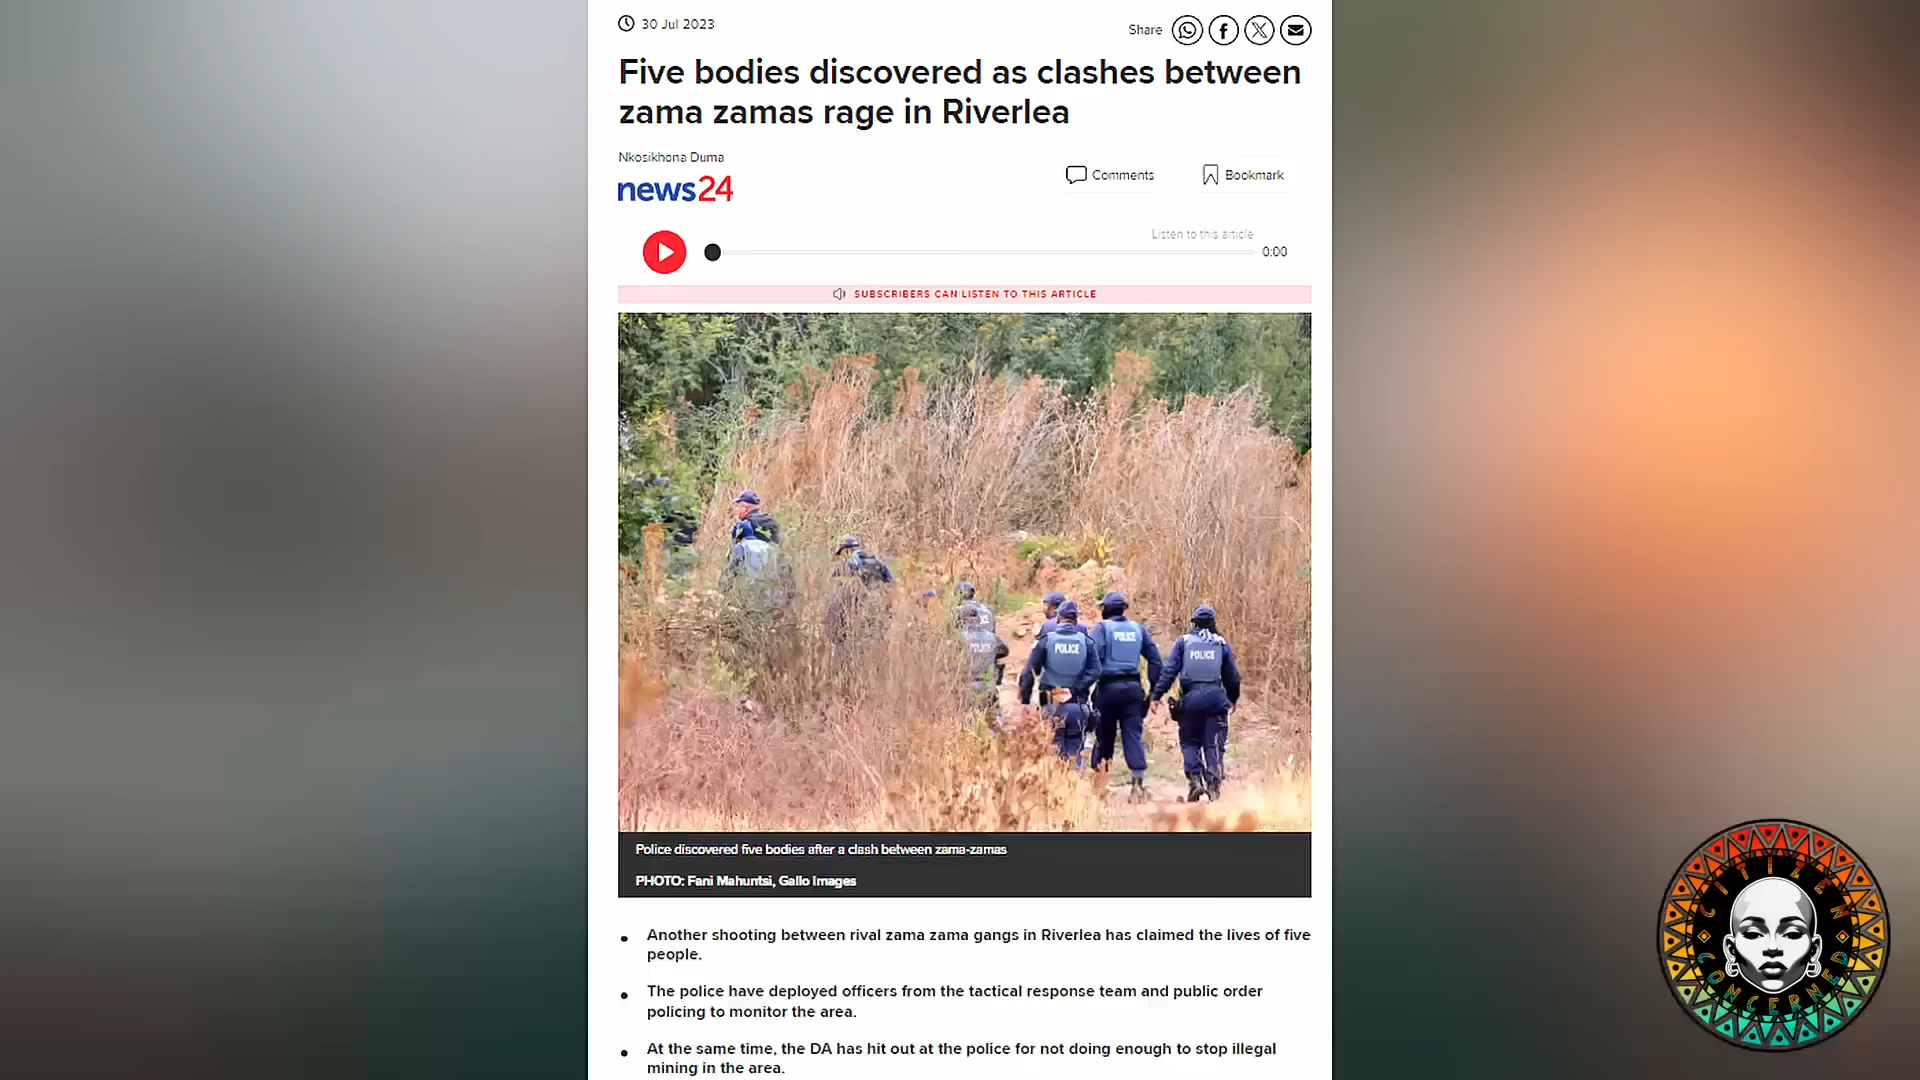 30 Jul 2023
Share
Five bodies discovered as clashes between
zama zamas rage in Riverlea
Nkosikhona Duma
news24
Comments
Bookmark
Listen to this article
0:00
SUBSCRIBERS CAN LISTEN TO THIS ARTICLE
POLICE
POLICE
POLICE
POLICE
Police discovered five bodies after a clash between zama-zamas
PHOTO: Fani Mahuntsi, Gallo Images
Another shooting between rival zama zama gangs in Riverlea has claimed the lives of five
people.
The police have deployed officers from the tactical response team and public order
policing to monitor the area.
At the same time, the DA has hit out at the police for not doing enough to stop illegal
mining in the area.
CITIZEN
CONCERNED